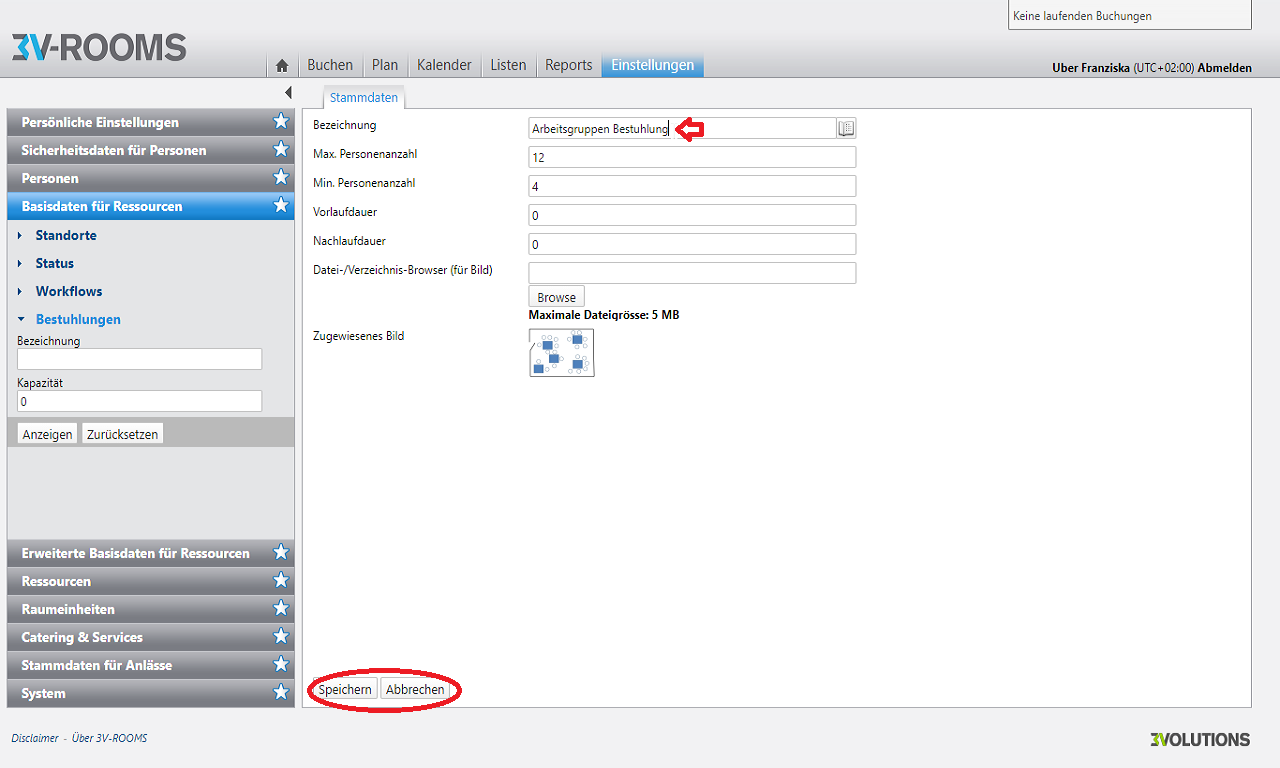 Keine laufenden Buchungen
3V-ROOMS
Buchen Plan Kalender Listen Reports Einstellungen
Uber Franziska (UTC+02:00) Abmelden
Stammdaten
Persönliche Einstellungen
Sicherheitsdaten für Personen
Personen
Basisdaten für Ressourcen
Standorte
Status
Workflows
Bestuhlungen
Bezeichnung
Kapazität
0
Anzeigen Zurücksetzen
Erweiterte Basisdaten für Ressourcen
Ressourcen
Raumeinheiten
Catering & Services
Stammdaten für Anlässe
System
Bezeichnung Arbeitsgruppen Bestuhlung
Max. Personenanzahl 12
Min. Personenanzahl 4
Vorlaufdauer 0
Nachlaufdauer 0
Datei-/Verzeichnis-Browser (für Bild)
Browse
Maximale Dateigrösse: 5 MB
Zugewiesenes Bild
Speichern Abbrechen
Disclaimer - Über 3V-ROOMS
3VOLUTIONS